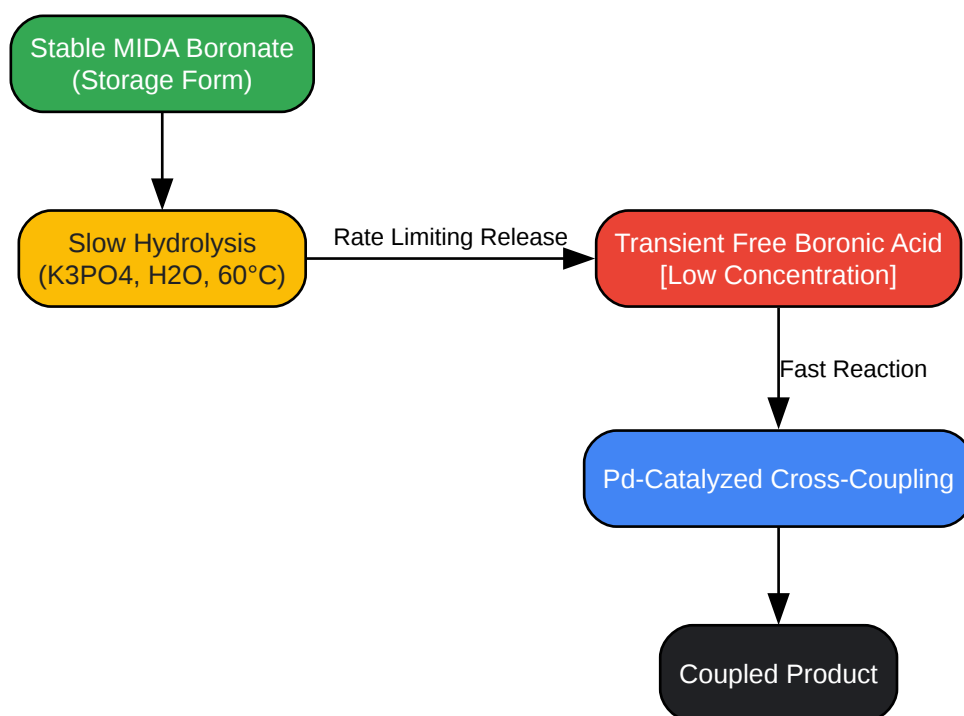 Stable MIDA Boronate
(Storage Form)
Slow Hydrolysis
(K3PO4, H2O, 60°C)
Rate Limiting Release
Transient Free Boronic Acid
[Low Concentration]
Fast Reaction
Pd-Catalyzed Cross-Coupling
Coupled Product